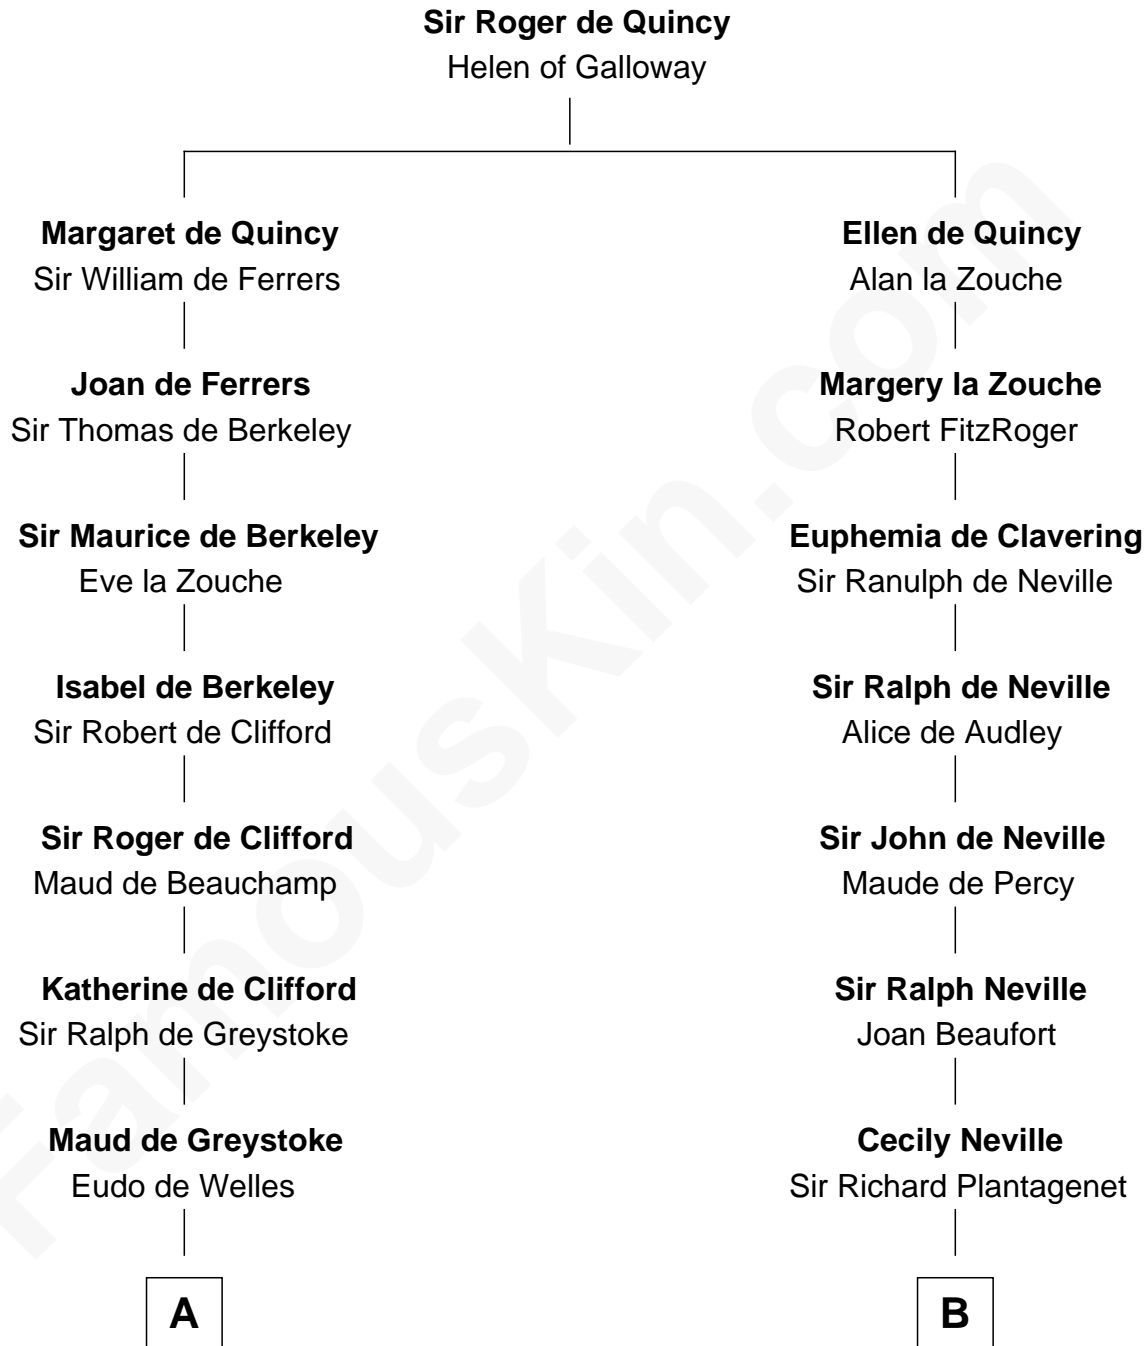 Sir Roger de Quincy
Helen of Galloway
Margaret de Quincy
Sir William de Ferrers
Ellen de Quincy
Alan la Zouche
Joan de Ferrers
Sir Thomas de Berkeley
Margery la Zouche
Robert FitzRoger
Sir Maurice de Berkeley
Eve la Zouche
Euphemia de Clavering
Sir Ranulph de Neville
Isabel de Berkeley
Sir Robert de Clifford
Sir Ralph de Neville
Alice de Audley
Sir Roger de Clifford
Maud de Beauchamp
Sir John de Neville
Maude de Percy
Katherine de Clifford
Sir Ralph de Greystoke
Sir Ralph Neville
Joan Beaufort
Maud de Greystoke
Eudo de Welles
Cecily Neville
Sir Richard Plantagenet
A
B
FamousKin.com